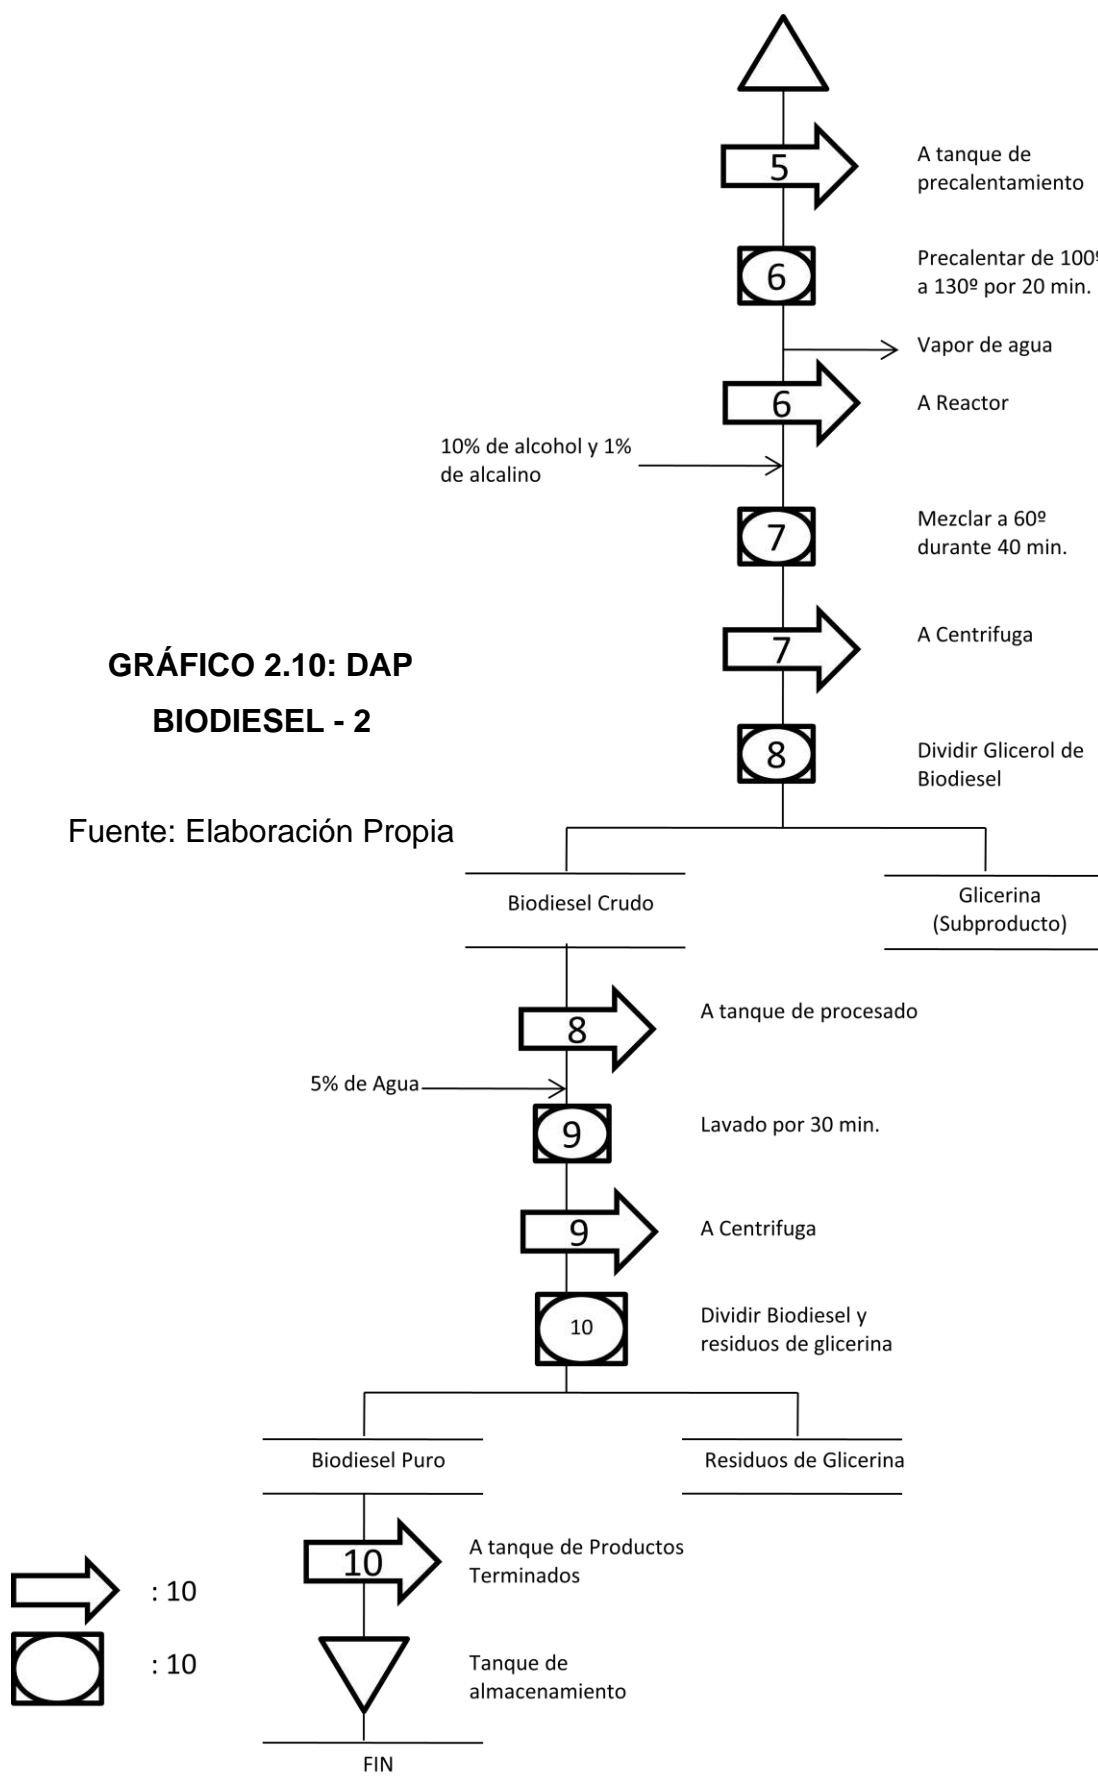 5
A tanque de
precalentamiento
6
Precalentar de 100º
a 130º por 20 min.
Vapor de agua
6
A Reactor
10% de alcohol y 1%
de alcalino
7
Mezclar a 60º
durante 40 min.
7
A Centrifuga
GRÁFICO 2.10: DAP
BIODIESEL - 2
8
Dividir Glicerol de
Biodiesel
Fuente: Elaboración Propia
Biodiesel Crudo
Glicerina
(Subproducto)
8
A tanque de procesado
5% de Agua
9
Lavado por 30 min.
9
A Centrifuga
10
Dividir Biodiesel y
residuos de glicerina
Biodiesel Puro
Residuos de Glicerina
10
A tanque de Productos
Terminados
: 10
: 10
Tanque de
almacenamiento
FIN